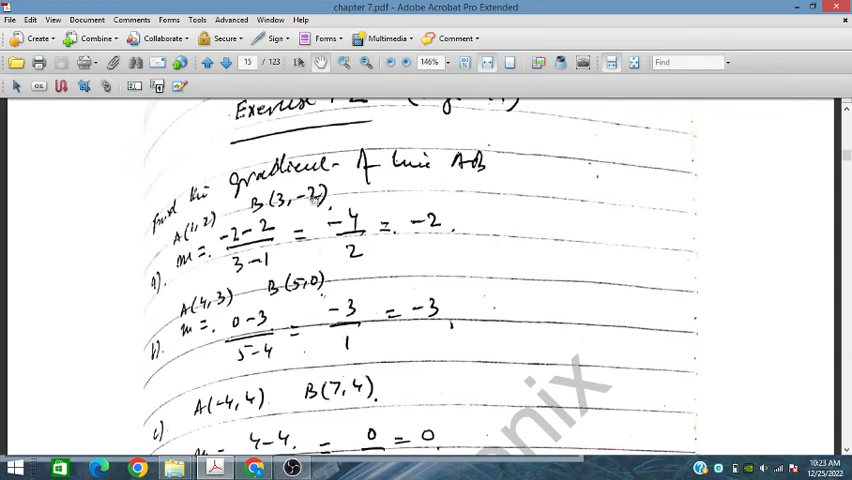 chapter 7.pdf - Adobe Acrobat Pro Extended
File Edit View Document Comments Forms Tools Advanced Window Help
Create Combine Collaborate Secure Sign Forms Multimedia Comment
15 / 123 146% Find
Exercise
Find the gradient of line AB
A(1,2) B(3,-2).
a) m = -2-2 / 3-1 = -4 / 2 = -2.
A(4,3) B(5,0)
b) m = 0-3 / 5-4 = -3 / 1 = -3.
c) A(-4,4) B(7,4).
m = 4-4 = 0 = 0
nix
10:23 AM
12/25/2022